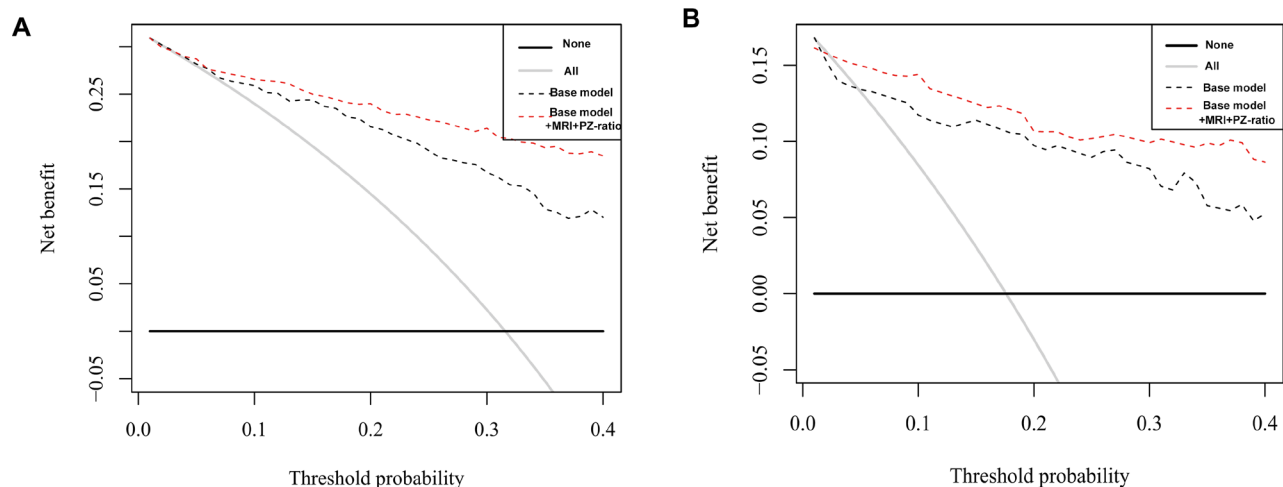 A
None
All
Base model
Base model
+MRI+PZ-ratio
Net benefit
0.25
0.15
0.05
−0.05
0.0
0.1
0.2
0.3
0.4
Threshold probability
B
None
All
Base model
Base model
+MRI+PZ-ratio
Net benefit
0.15
0.10
0.05
0.00
−0.05
0.0
0.1
0.2
0.3
0.4
Threshold probability